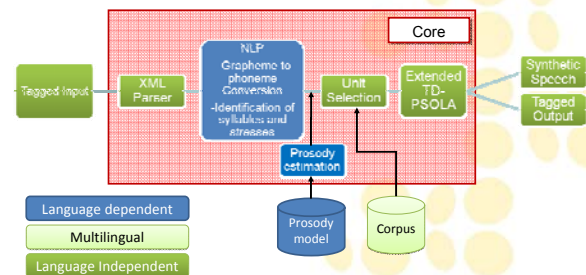 Core
Tagged Input
XML
Parser
NLP
Grapheme to
phoneme
Conversion
-Identification of
syllables and
stresses
Unit
Selection
Extended
TD-
PSOLA
Synthetic
Speech
Tagged
Output
Prosody
estimation
Prosody
model
Corpus
Language dependent
Multilingual
Language Independent